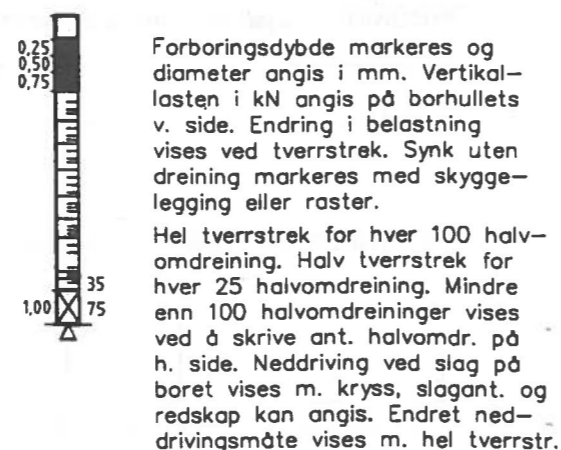 0,25
0,50
0,75
35
1,00
75
Forboringsdybde markeres og
diameter angis i mm. Vertikal–
lasten i kN angis på borhullets
v. side. Endring i belastning
vises ved tverrstrek. Synk uten
dreining markeres med skygge–
legging eller raster.
Hel tverrstrek for hver 100 halv–
omdreining. Halv tverrstrek for
hver 25 halvomdreining. Mindre
enn 100 halvomdreininger vises
ved å skrive ant. halvomdr. på
h. side. Neddriving ved slag på
boret vises m. kryss, slagant. og
redskap kan angis. Endret ned–
drivingsmåte vises m. hel tverrstr.